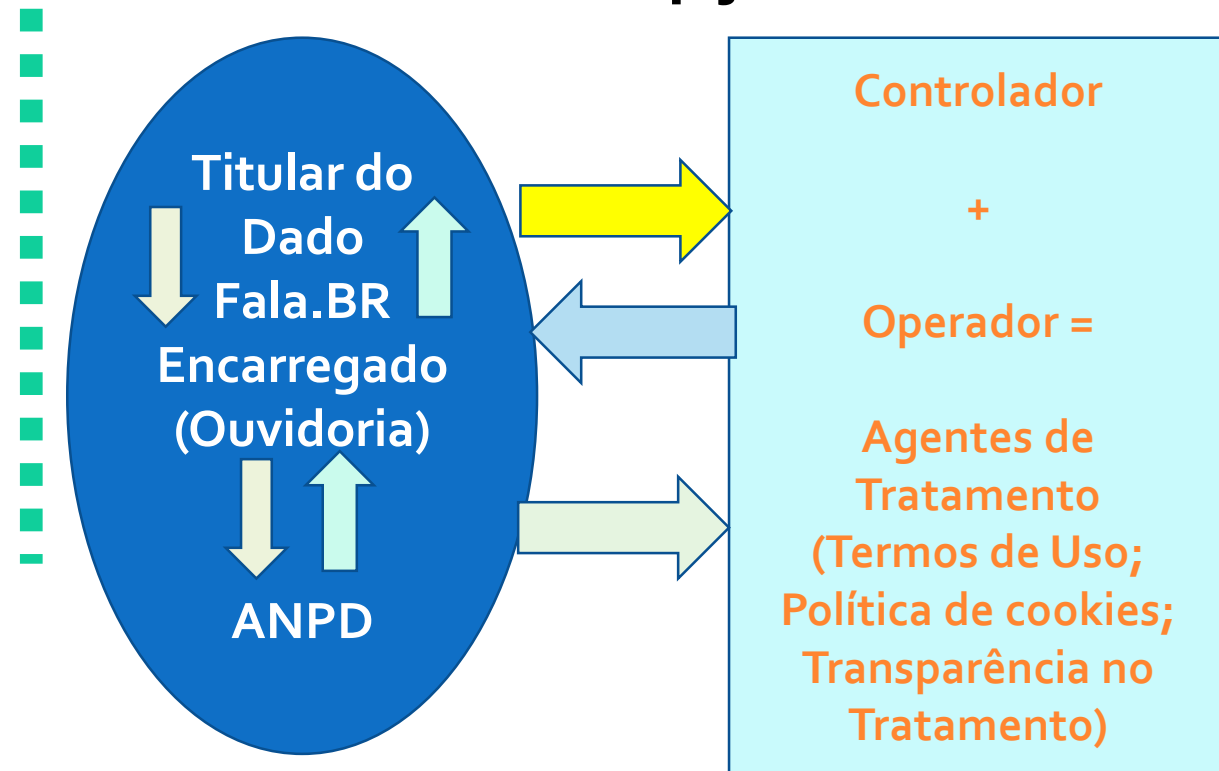 Titular do
Dado
Fala.BR
Encarregado
(Ouvidoria)
ANPD
Controlador
+
Operador =
Agentes de
Tratamento
(Termos de Uso;
Política de cookies;
Transparência no
Tratamento)